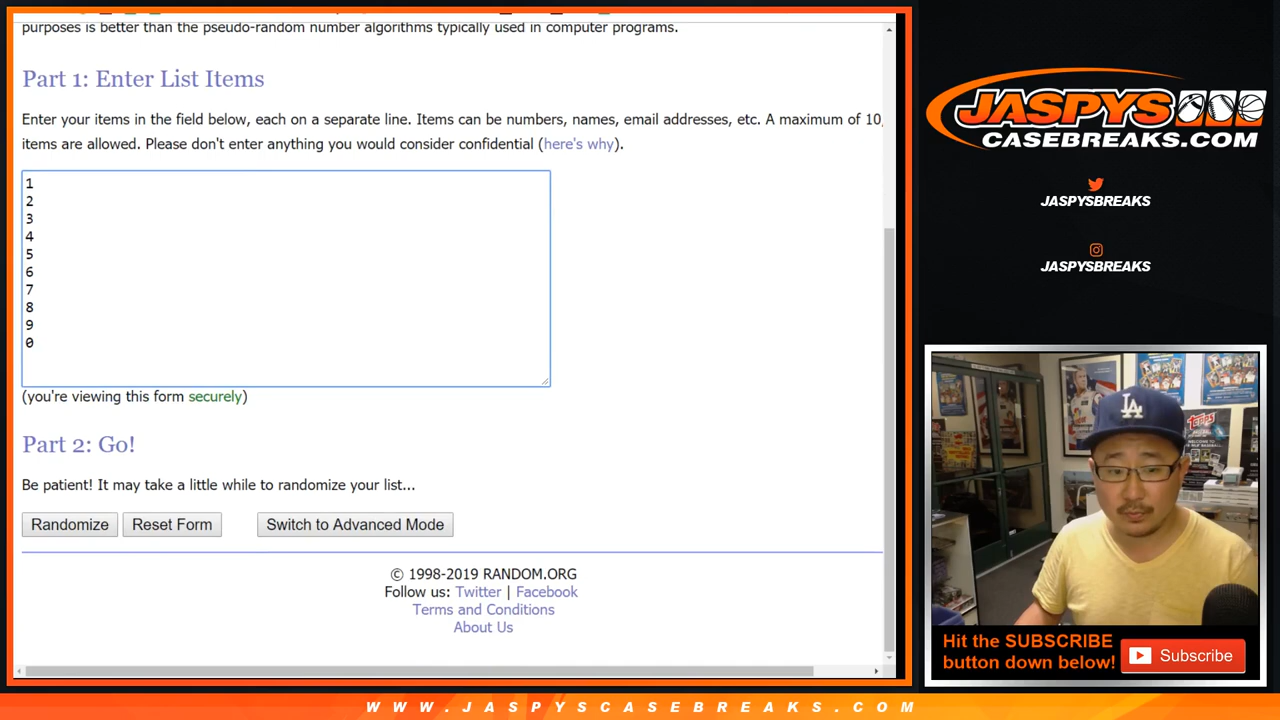 purposes is better than the pseudo-random number algorithms typically used in computer programs.
Part 1: Enter List Items
Enter your items in the field below, each on a separate line. Items can be numbers, names, email addresses, etc. A maximum of 10,
items are allowed. Please don't enter anything you would consider confidential (here's why).
1
2
3
4
5
6
7
8
9
0
(you're viewing this form securely)
Part 2: Go!
Be patient! It may take a little while to randomize your list...
Randomize Reset Form Switch to Advanced Mode
© 1998-2019 RANDOM.ORG
Follow us: Twitter | Facebook
Terms and Conditions
About Us
JASPYS
CASEBREAKS.COM
JASPYSBREAKS
JASPYSBREAKS
LA
topps
Hit the SUBSCRIBE
button down below!
Subscribe
WWW.JASPYSCASEBREAKS.COM